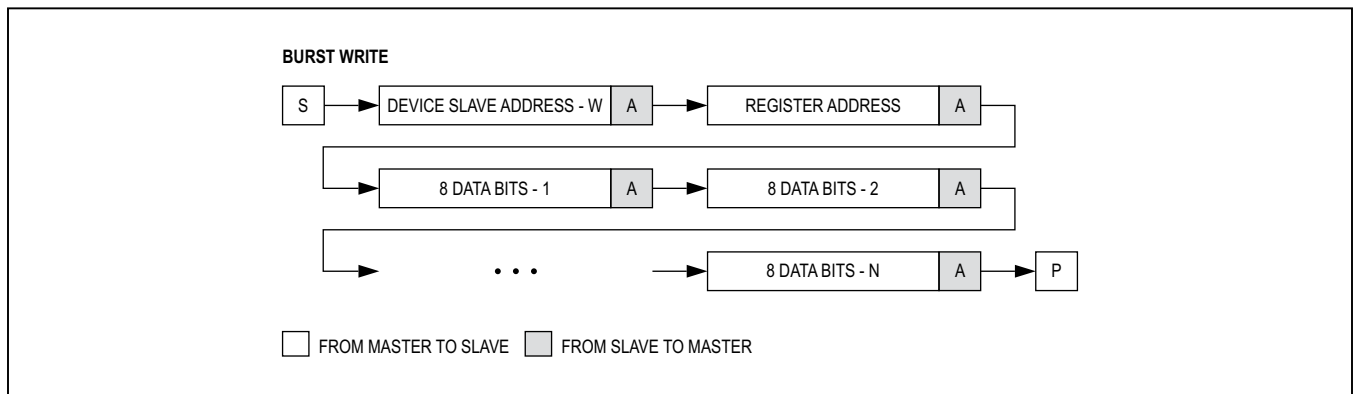 BURST WRITE
S DEVICE SLAVE ADDRESS - W A REGISTER ADDRESS A
8 DATA BITS - 1 A 8 DATA BITS - 2 A
• • • 8 DATA BITS - N A P
FROM MASTER TO SLAVE FROM SLAVE TO MASTER